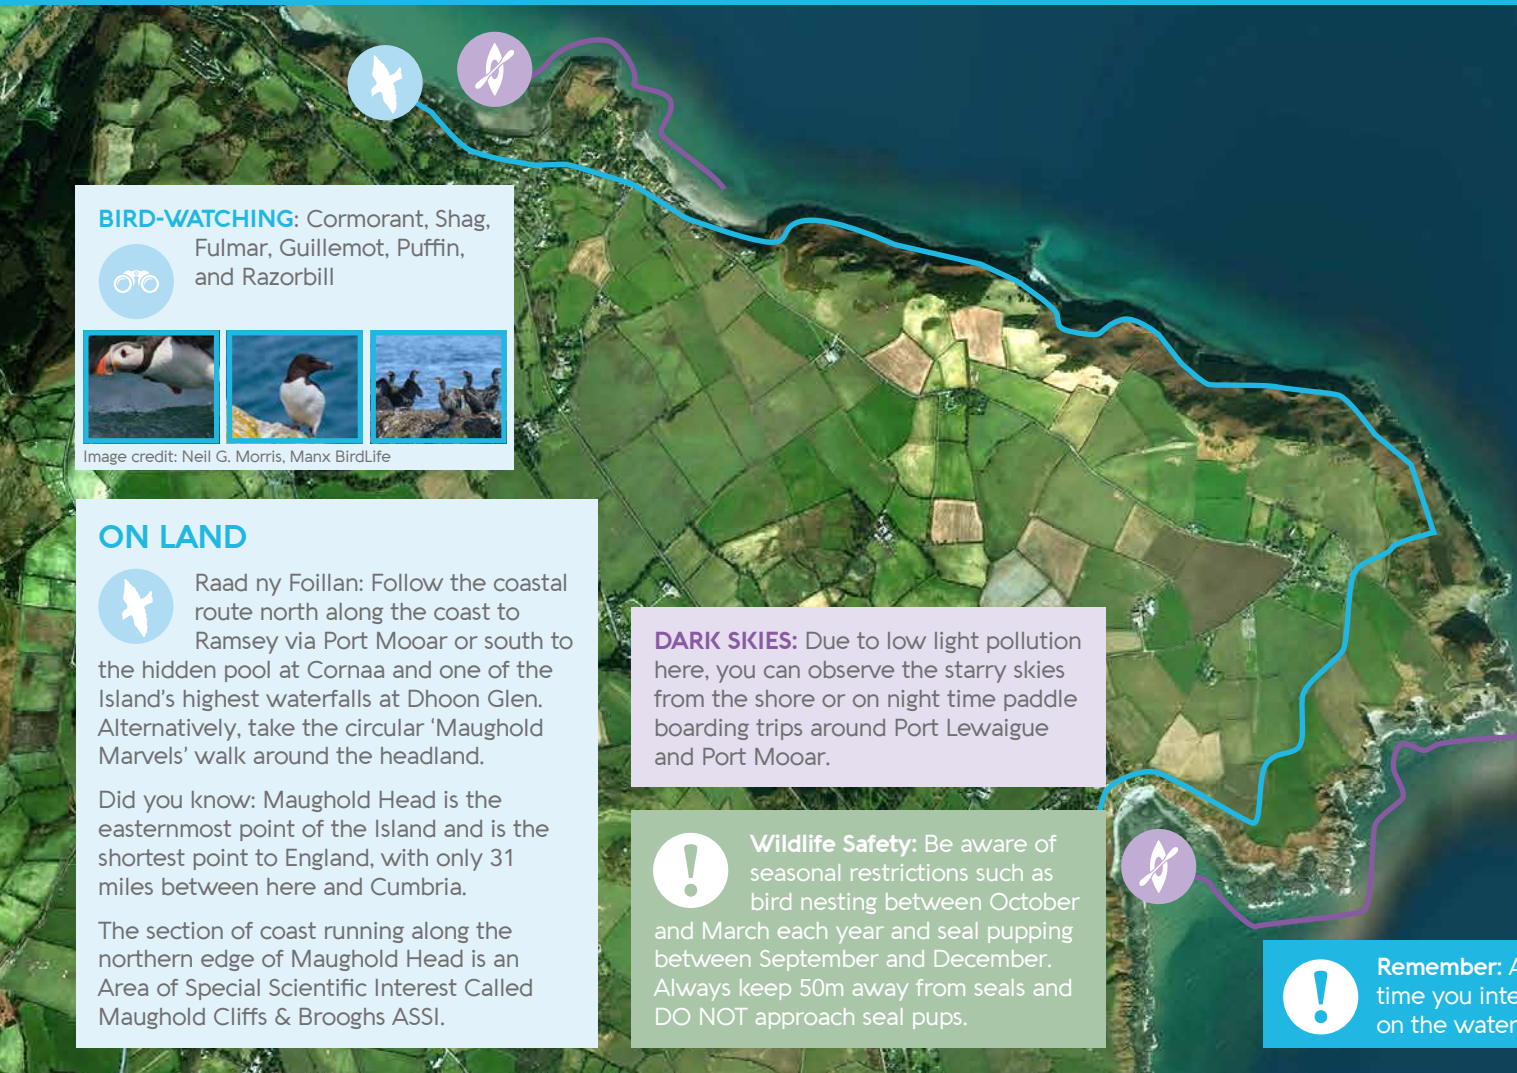 BIRD-WATCHING: Cormorant, Shag,
Fulmar, Guillemot, Puffin,
and Razorbill
Image credit: Neil G. Morris, Manx BirdLife
ON LAND
Raad ny Foillan: Follow the coastal
route north along the coast to
Ramsey via Port Mooar or south to
the hidden pool at Cornaa and one of the
Island's highest waterfalls at Dhoon Glen.
Alternatively, take the circular ‘Maughold
Marvels’ walk around the headland.
Did you know: Maughold Head is the
easternmost point of the Island and is the
shortest point to England, with only 31
miles between here and Cumbria.
The section of coast running along the
northern edge of Maughold Head is an
Area of Special Scientific Interest Called
Maughold Cliffs & Brooghs ASSI.
DARK SKIES: Due to low light pollution
here, you can observe the starry skies
from the shore or on night time paddle
boarding trips around Port Lewaigue
and Port Mooar.
! Wildlife Safety: Be aware of
seasonal restrictions such as
bird nesting between October
and March each year and seal pupping
between September and December.
Always keep 50m away from seals and
DO NOT approach seal pups.
! Remember:
time you
on the water